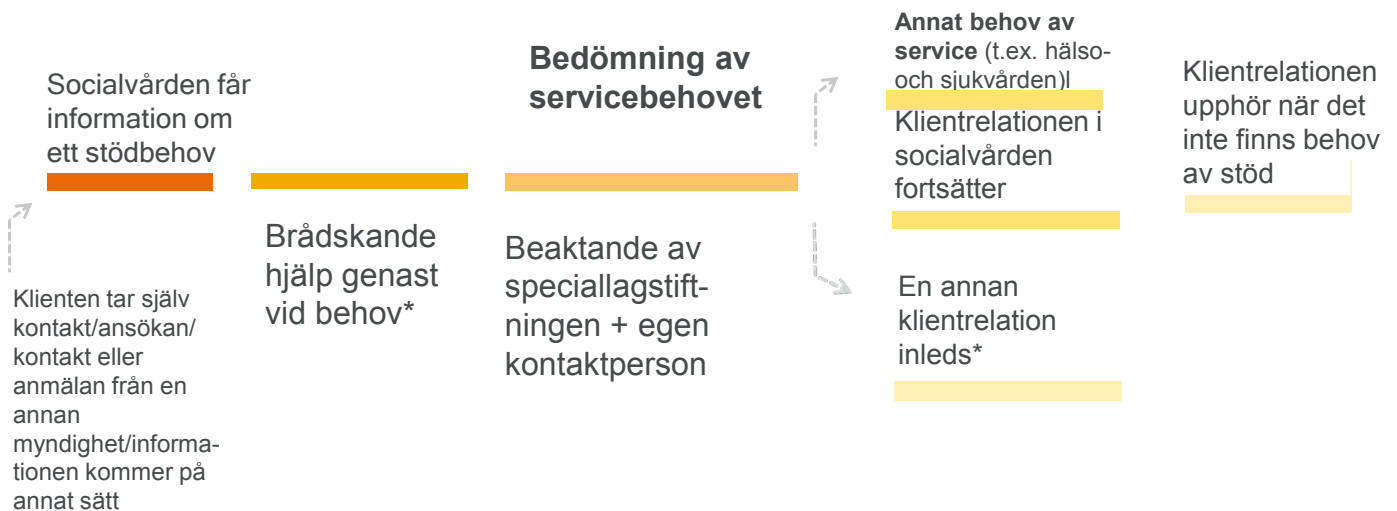 Socialvården får
information om
ett stödbehov
Klienten tar själv
kontakt/ansökan/
kontakt eller
anmälan från en
annan
myndighet/informa-
tionen kommer på
annat sätt
Brådskande
hjälp genast
vid behov*
Bedömning av
servicebehovet
Beaktande av
speciallagstift-
ningen + egen
kontaktperson
Annat behov av
service (t.ex. hälso-
och sjukvården)l
Klientrelationen i
socialvården
fortsätter
En annan
klientrelation
inleds*
Klientrelationen
upphör när det
inte finns behov
av stöd